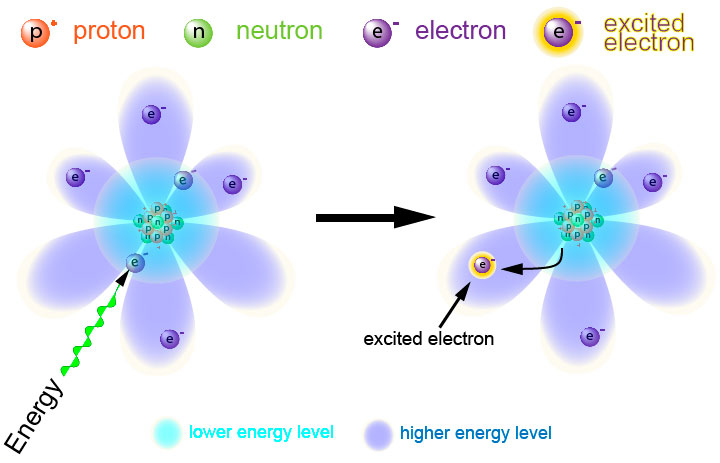 p+ proton n neutron e- electron e- excited
electron
e-
e-
e
e-
e-
e-
n p n p n p n
e-
e-
e
e-
e-
e-
n p n p n p n
excited electron
Energy
lower energy level higher energy level